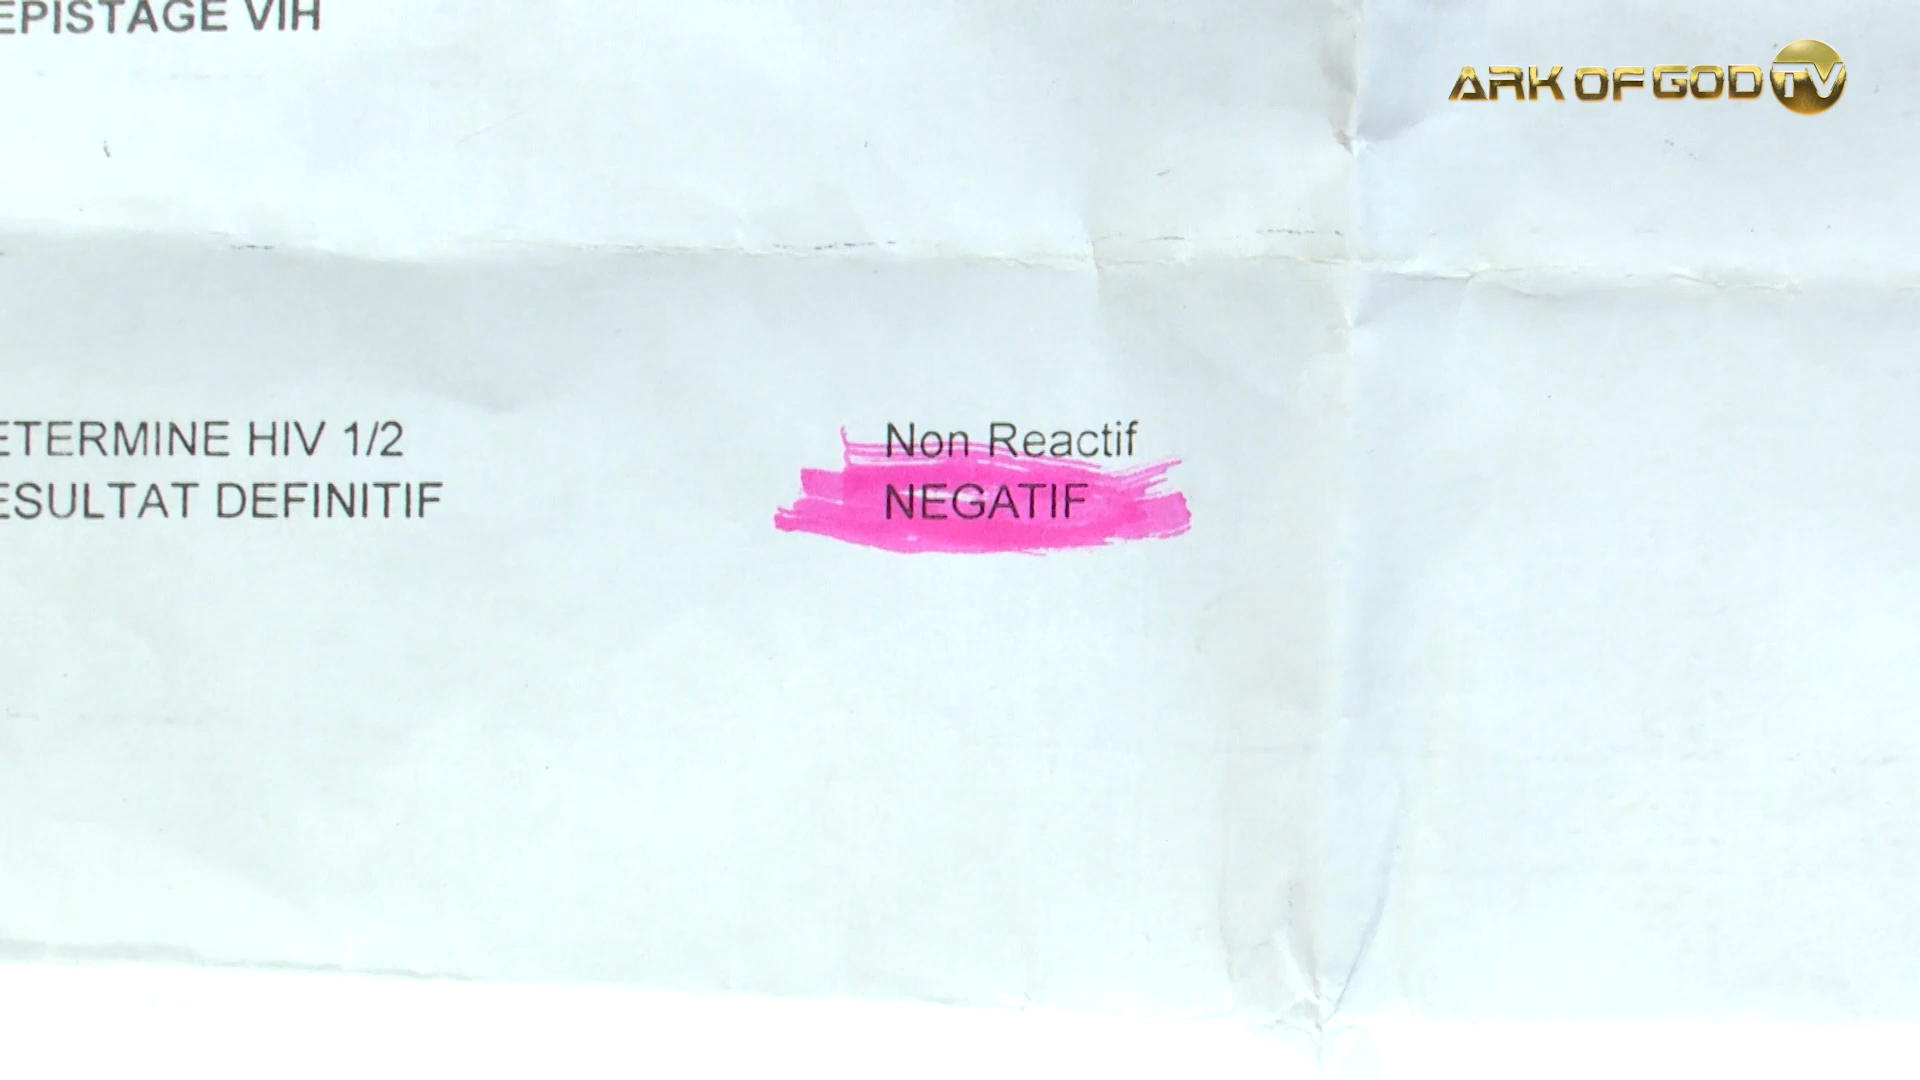 EPISTAGE VIH
ARK OF GOD TV
ETERMINE HIV 1/2 Non Reactif
ESULTAT DEFINITIF NEGATIF